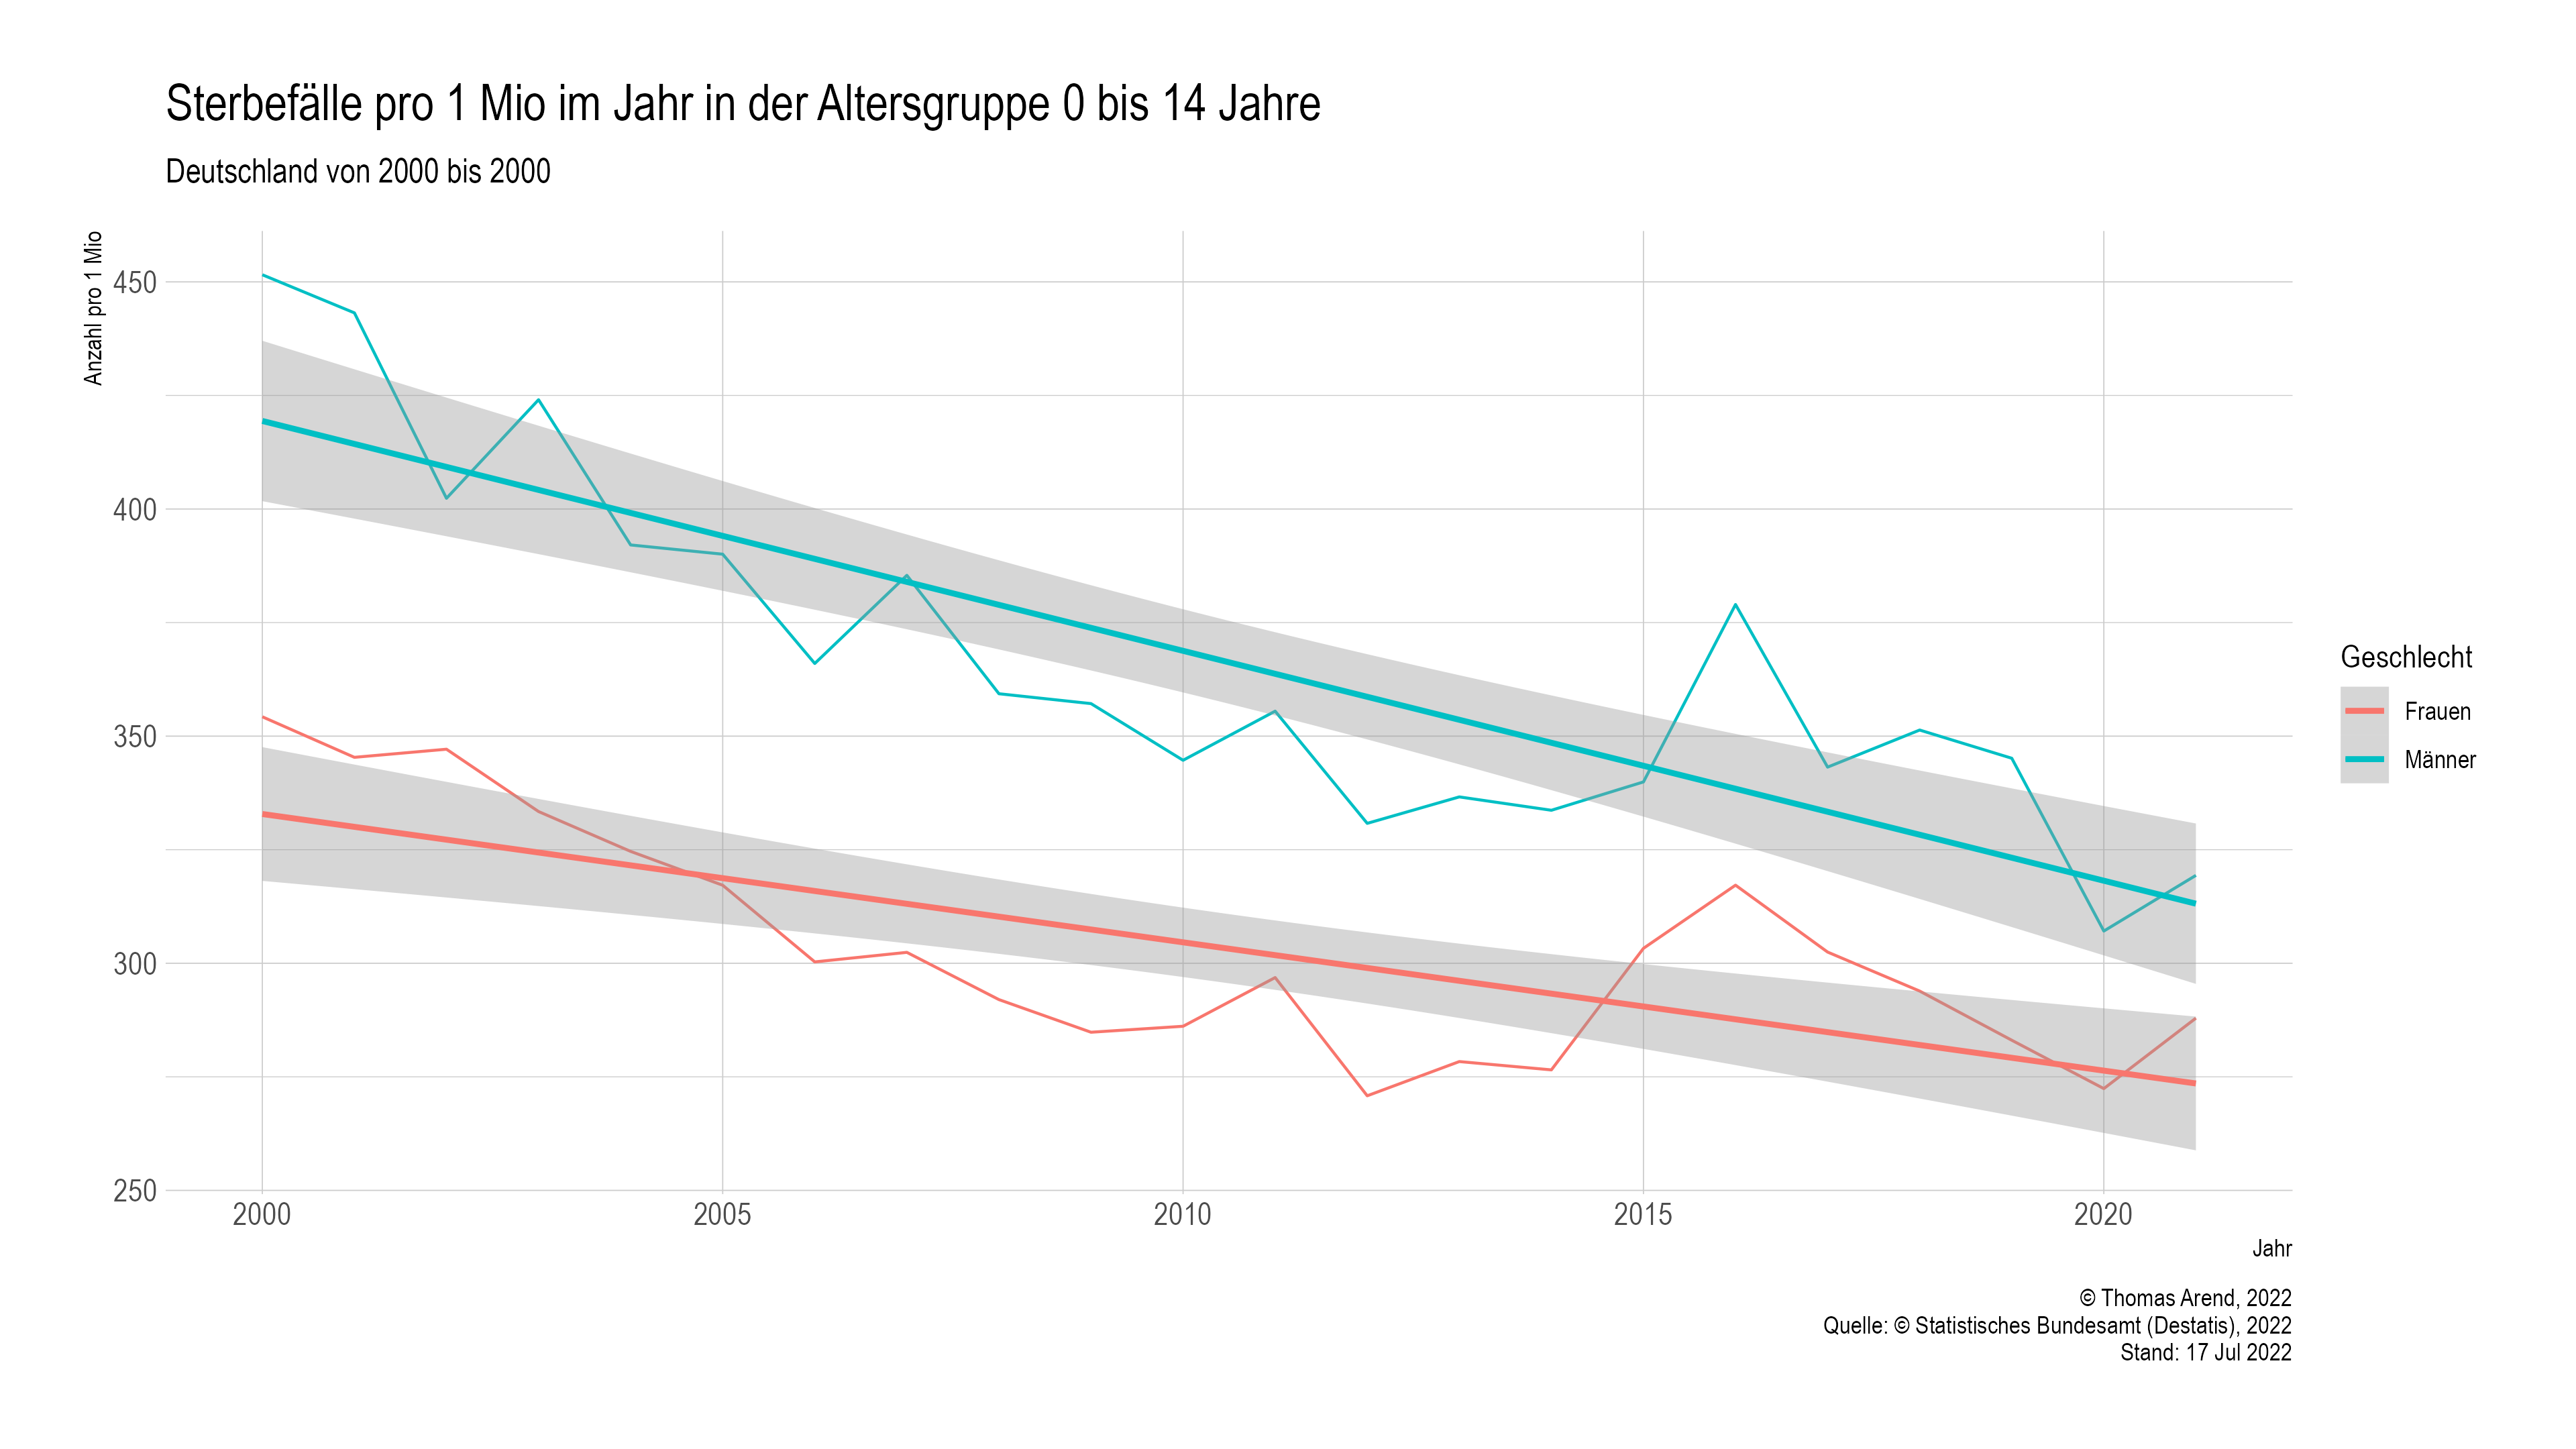 Sterbefälle pro 1 Mio im Jahr in der Altersgruppe 0 bis 14 Jahre
Deutschland von 2000 bis 2000
Anzahl pro 1 Mio
450
400
350
300
250
2000
2005
2010
2015
2020
Jahr
Geschlecht
Frauen
Männer
© Thomas Arend, 2022
Quelle: © Statistisches Bundesamt (Destatis), 2022
Stand: 17 Jul 2022